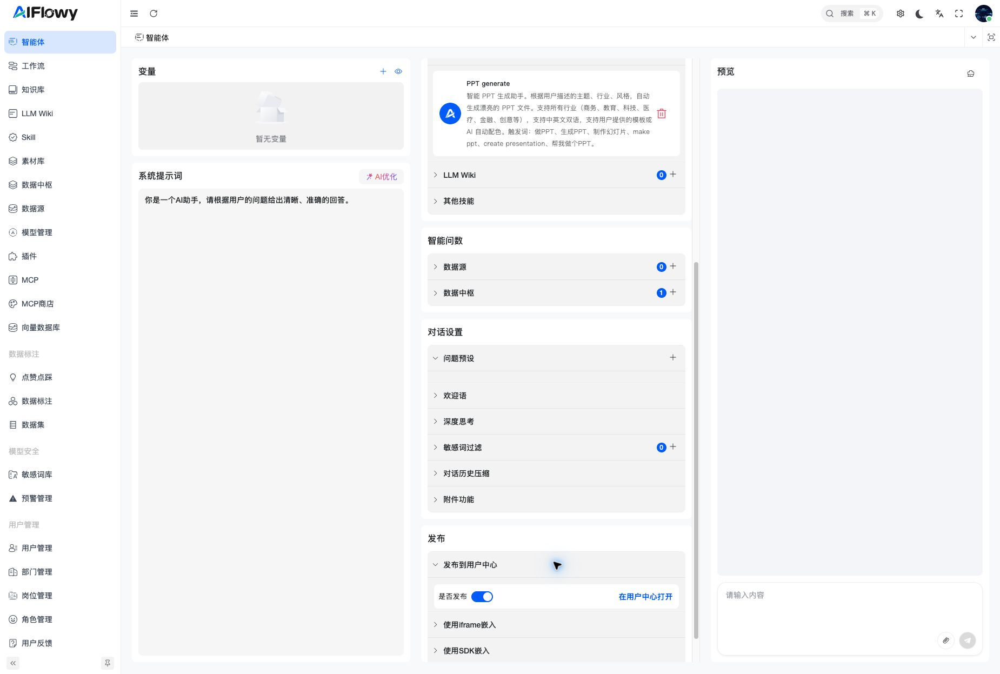 AIFlowy
搜索
⌘ K
智能体
智能体
工作流
知识库
LLM Wiki
Skill
素材库
数据中枢
数据源
模型管理
插件
MCP
MCP商店
向量数据库
数据标注
点赞点踩
数据标注
数据集
模型安全
敏感词库
预警管理
用户管理
用户管理
部门管理
岗位管理
角色管理
用户反馈
变量
暂无变量
系统提示词
AI优化
你是一个AI助手，请根据用户的问题给出清晰、准确的回答。
PPT generate
智能 PPT 生成助手。根据用户描述的主题、行业、风格，自动
生成漂亮的 PPT 文件。支持所有行业（商务、教育、科技、医
疗、金融、创意等），支持中英文双语，支持用户提供的模板或
AI 自动配色。触发词：做PPT、生成PPT、制作幻灯片、make
ppt、create presentation、帮我做个PPT。
LLM Wiki
0
其他技能
智能问数
数据源
0
数据中枢
1
对话设置
问题预设
欢迎语
深度思考
敏感词过滤
0
对话历史压缩
附件功能
发布
发布到用户中心
是否发布
在用户中心打开
使用iframe嵌入
使用SDK嵌入
预览
请输入内容